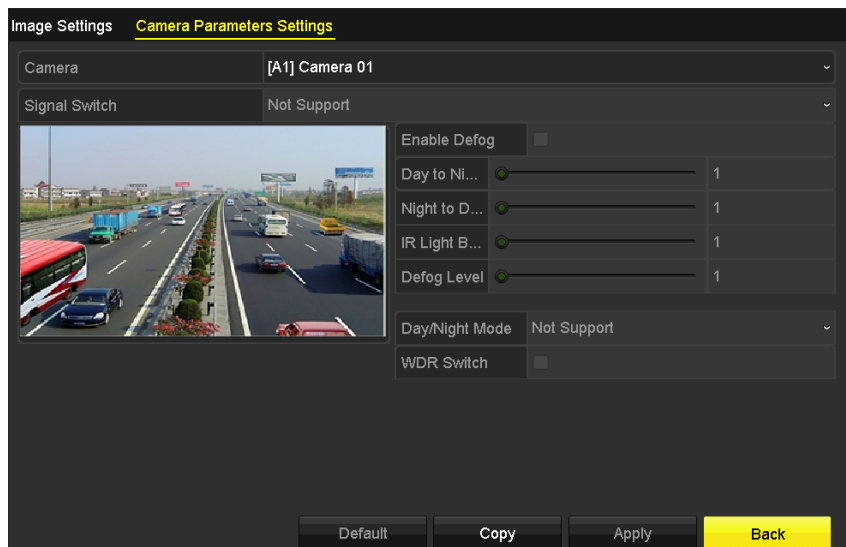 Image Settings Camera Parameters Settings
Camera [A1] Camera 01
Signal Switch Not Support
Enable Defog
Day to Ni... 1
Night to D... 1
IR Light B... 1
Defog Level 1
Day/Night Mode Not Support
WDR Switch
Default Copy Apply Back